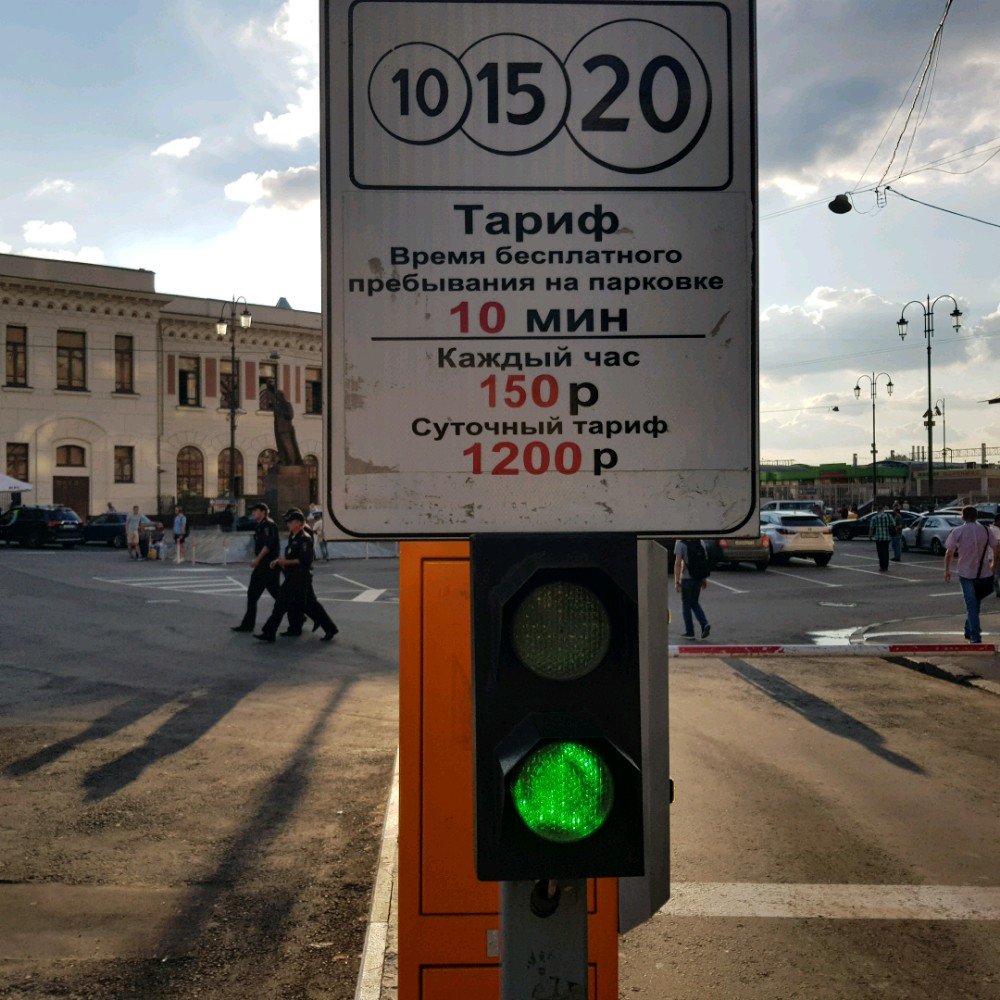 10 15 20
Тариф
Время бесплатного
пребывания на парковке
10 мин
Каждый час
150 р
Суточный тариф
1200 р